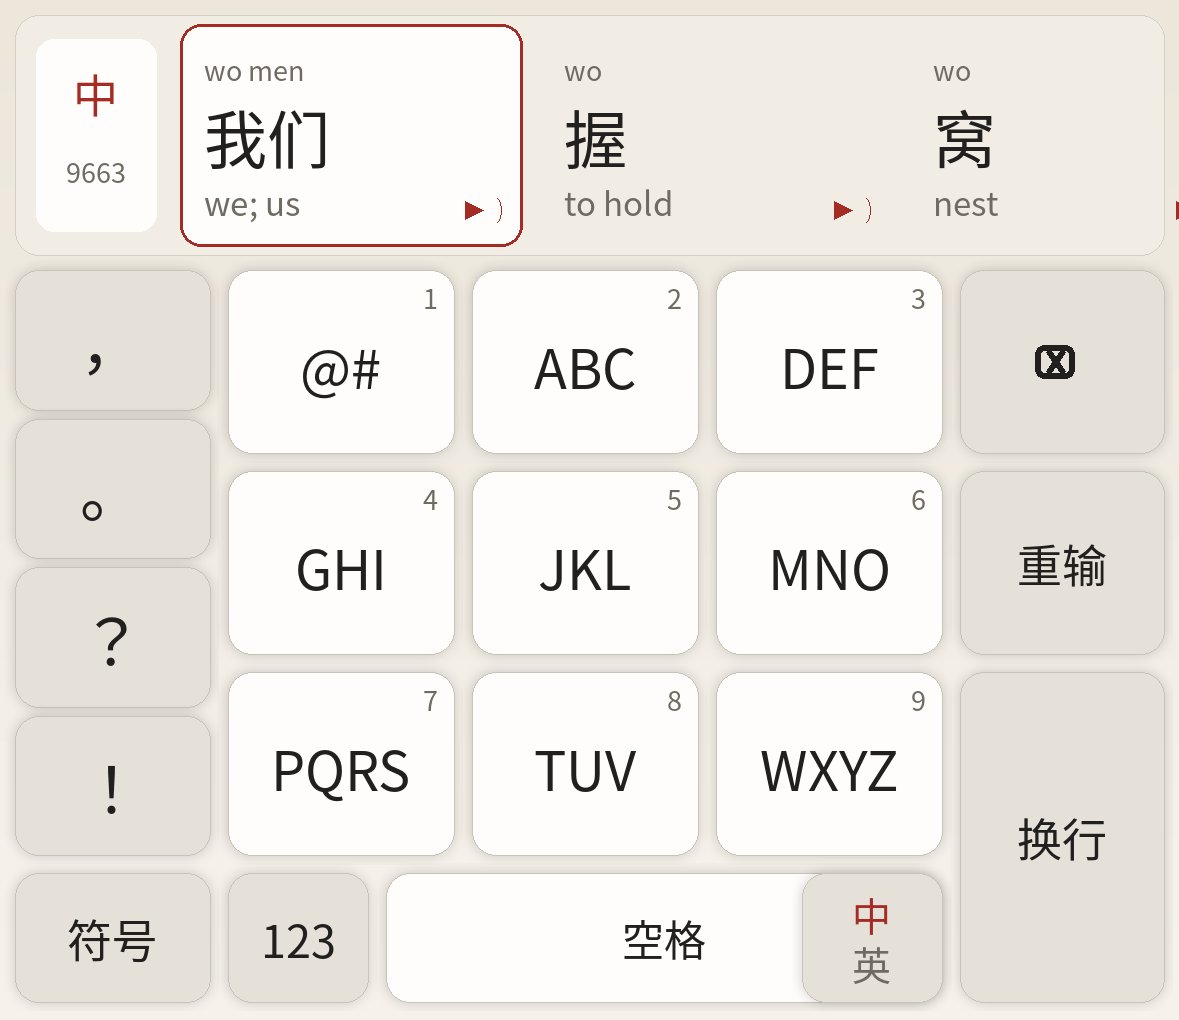 中
9663
wo men
我们
we; us
wo
握
to hold
wo
窝
nest
，
。
？
！
1
@#
2
ABC
3
DEF
X
4
GHI
5
JKL
6
MNO
重输
7
PQRS
8
TUV
9
WXYZ
换行
符号
123
空格
中
英